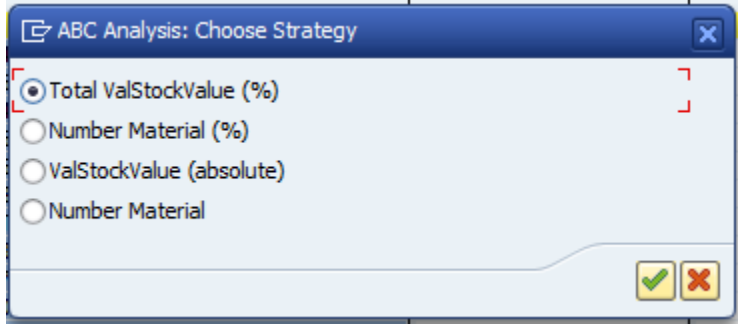 ABC Analysis: Choose Strategy
Total ValStockValue (%)
Number Material (%)
ValStockValue (absolute)
Number Material